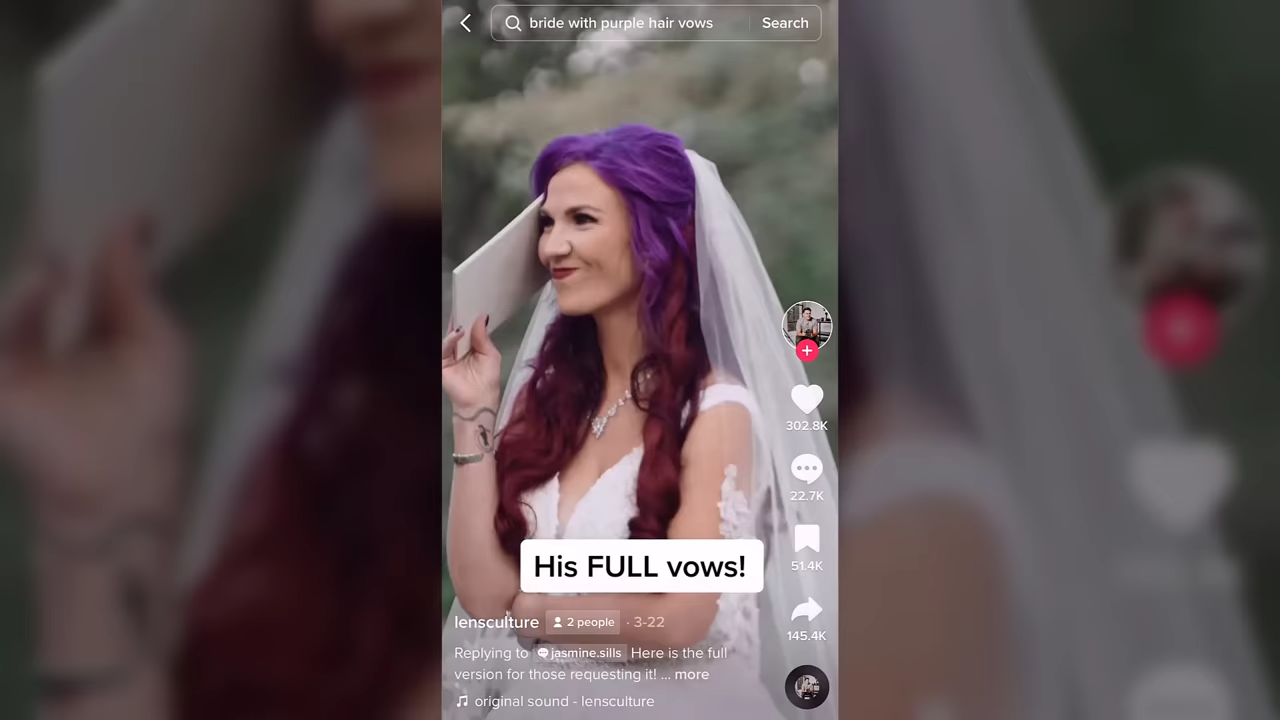 bride with purple hair vows
Search
302.8K
22.7K
51.4K
145.4K
His FULL vows!
lensculture 2 people · 3-22
Replying to jasmine.sills Here is the full
version for those requesting it! ... more
original sound - lensculture